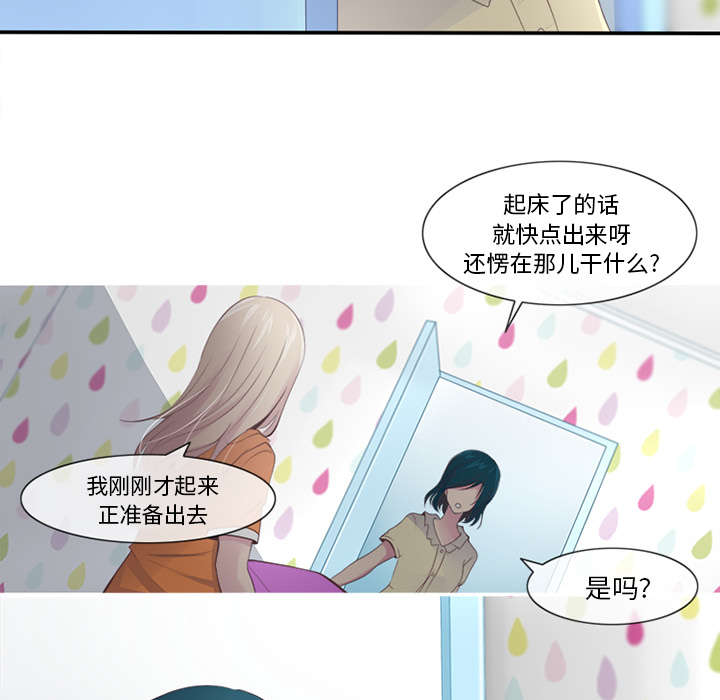 起床了的话
就快点出来呀
还愣在那儿干什么?
我刚刚才起来
正准备出去
是吗?